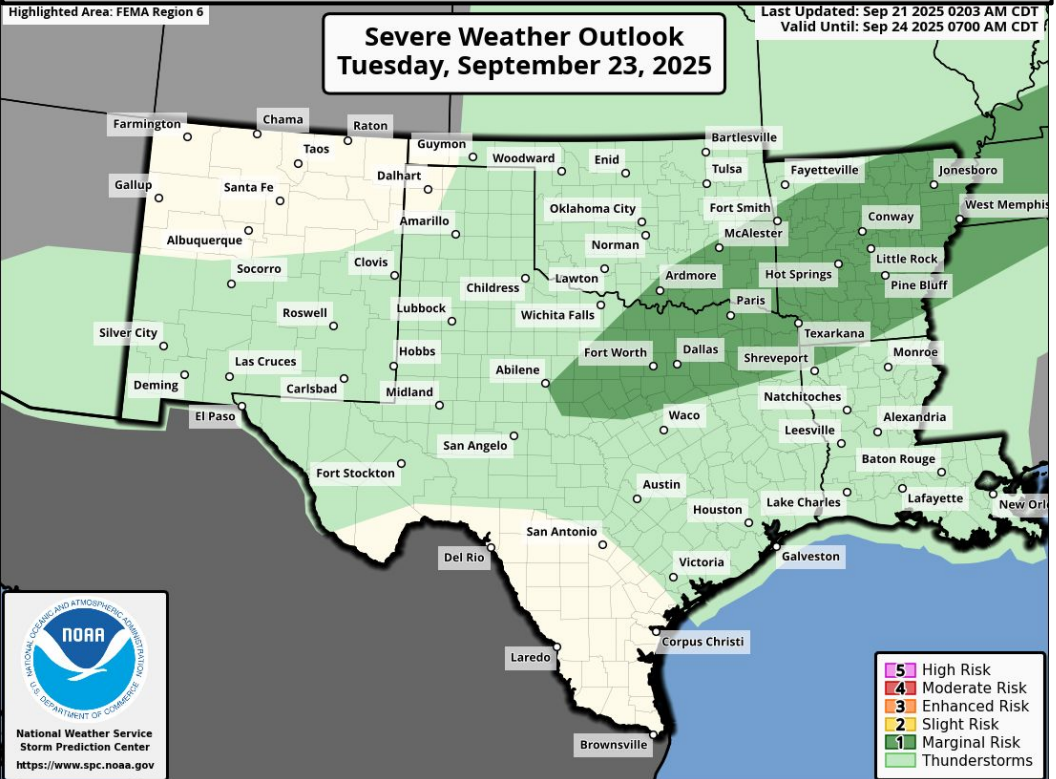 Highlighted Area: FEMA Region 6
Last Updated: Sep 21 2025 0203 AM CDT
Valid Until: Sep 24 2025 0700 AM CDT
Severe Weather Outlook
Tuesday, September 23, 2025
Farmington
Chama
Raton
Taos
Guymon
Bartlesville
Woodward
Enid
Tulsa
Fayetteville
Jonesboro
Gallup
Santa Fe
Dalhart
Albuquerque
Amarillo
Oklahoma City
Norman
Fort Smith
McAlester
Conway
West Memphis
Socorro
Clovis
Childress
Lawton
Ardmore
Hot Springs
Little Rock
Pine Bluff
Roswell
Lubbock
Wichita Falls
Paris
Texarkana
Silver City
Las Cruces
Hobbs
Fort Worth
Dallas
Shreveport
Monroe
Deming
Carlsbad
Midland
Abilene
Natchitoches
El Paso
Waco
Leesville
Alexandria
San Angelo
Baton Rouge
Fort Stockton
Austin
Houston
Lake Charles
Lafayette
New Orl
San Antonio
Del Rio
Galveston
Victoria
Corpus Christi
Laredo
Brownsville
NATIONAL OCEANIC AND ATMOSPHERIC ADMINISTRATION
NOAA
U.S. DEPARTMENT OF COMMERCE
National Weather Service
Storm Prediction Center
https://www.spc.noaa.gov
5 High Risk
4 Moderate Risk
3 Enhanced Risk
2 Slight Risk
1 Marginal Risk
Thunderstorms